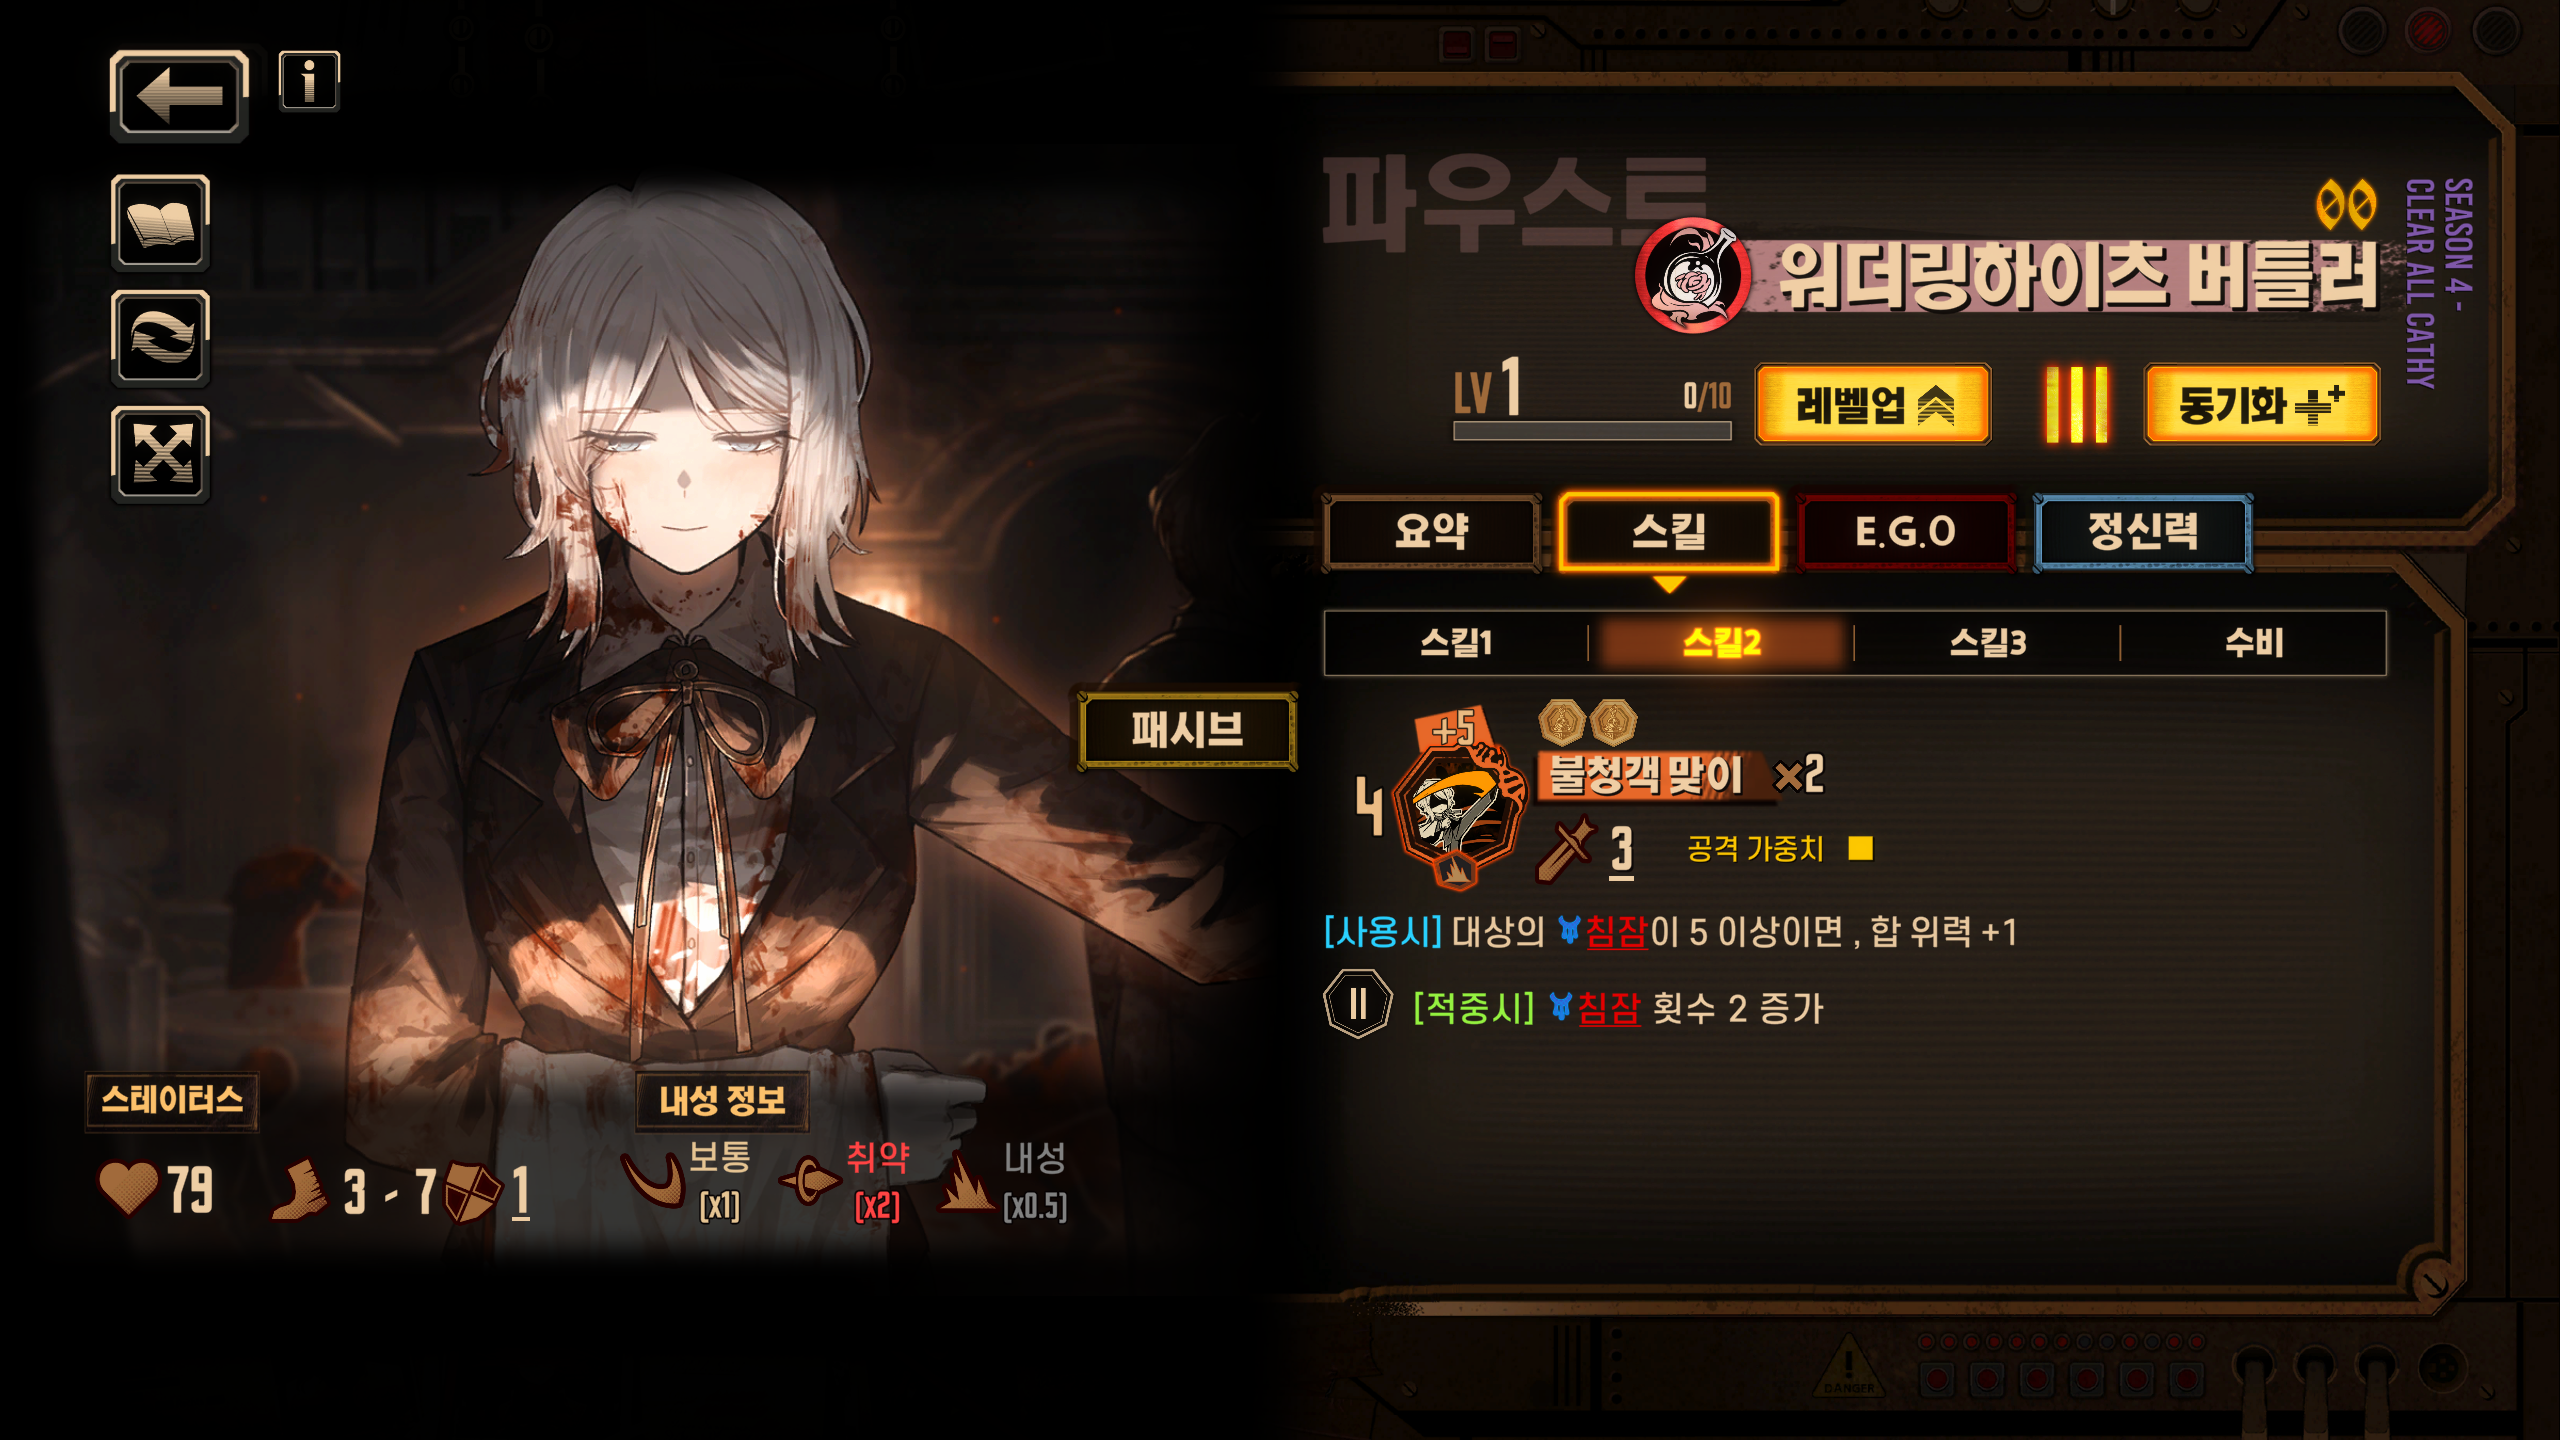 파우스트
워더링하이츠 버틀러
SEASON 4 -
CLEAR ALL CATHY
LV 1
0/10
레벨업
동기화
요약
스킬
E.G.O
정신력
스킬1
스킬2
스킬3
수비
패시브
+5
4
불청객 맞이 ×2
3
공격 가중치
[사용시] 대상의 침잠이 5 이상이면 , 합 위력 +1
II [적중시] 침잠 횟수 2 증가
스테이터스
79
3 - 7
1
내성 정보
보통
[x1]
취약
[x2]
내성
[x0.5]
DANGER